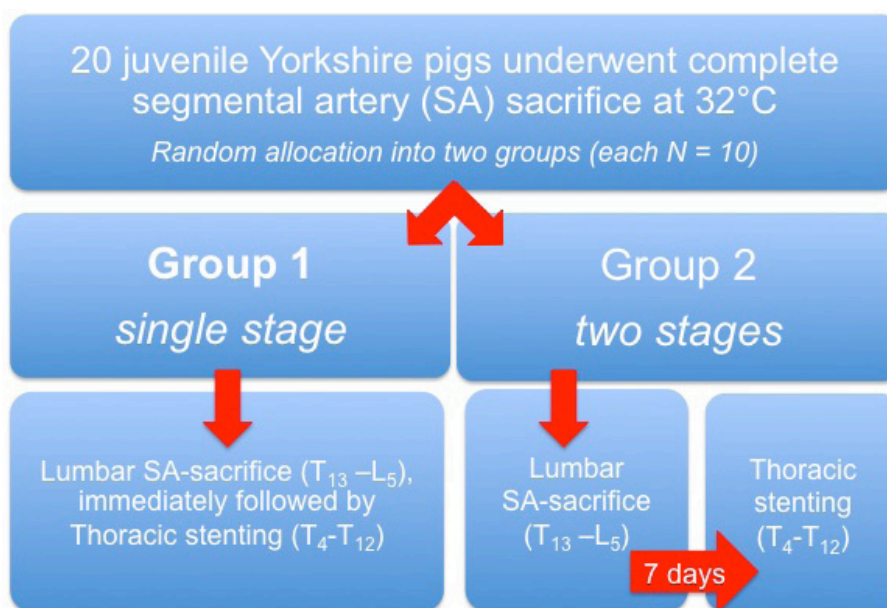 20 juvenile Yorkshire pigs underwent complete
segmental artery (SA) sacrifice at 32°C
Random allocation into two groups (each N = 10)
Group 1
single stage
Group 2
two stages
Lumbar SA-sacrifice (T₁₃ –L₅),
immediately followed by
Thoracic stenting (T₄-T₁₂)
Lumbar
SA-sacrifice
(T₁₃ –L₅)
7 days
Thoracic
stenting
(T₄-T₁₂)